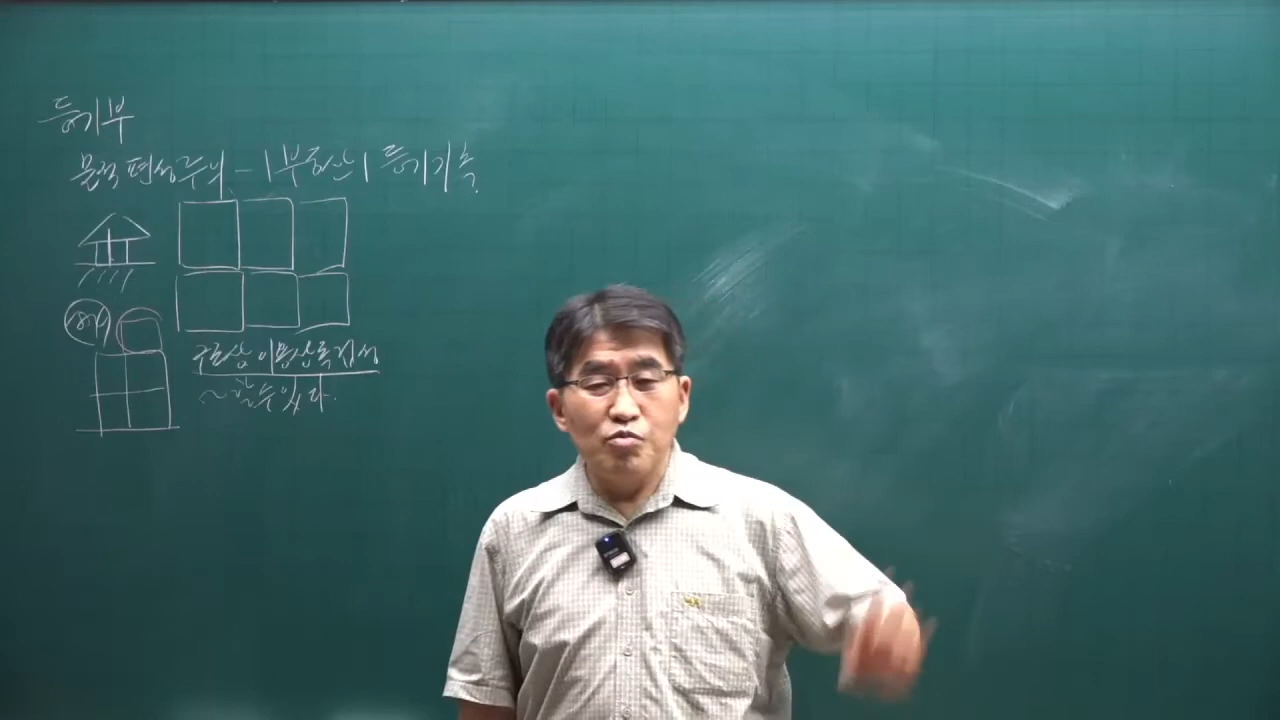 등기부
물적편성주의 - 1부동산 1등기기록
구조상 이용상 독립성
~할 수 있다.